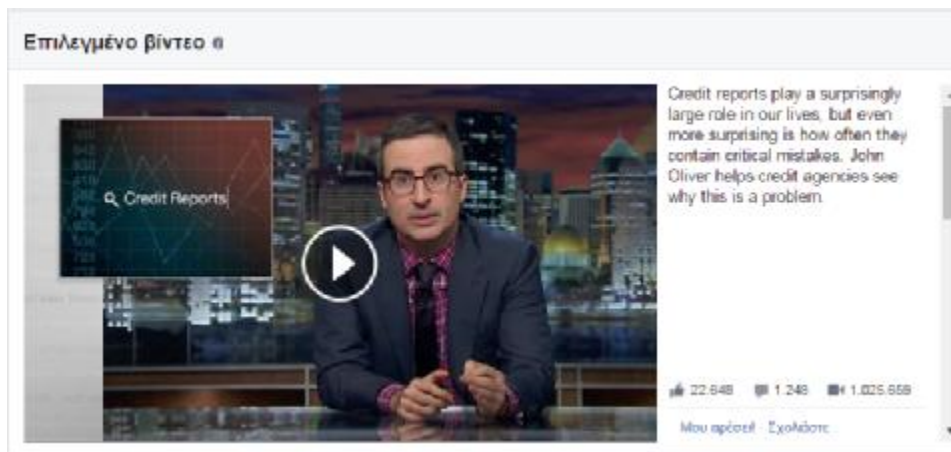 Επιλεγμένο βίντεο
Credit Reports
Credit reports play a surprisingly
large role in our lives, but even
more surprising is how often they
contain critical mistakes. John
Oliver helps credit agencies see
why this is a problem.
22.648 1.248 1.025.658
Μου αρέσει! · Σχολιάστε ·